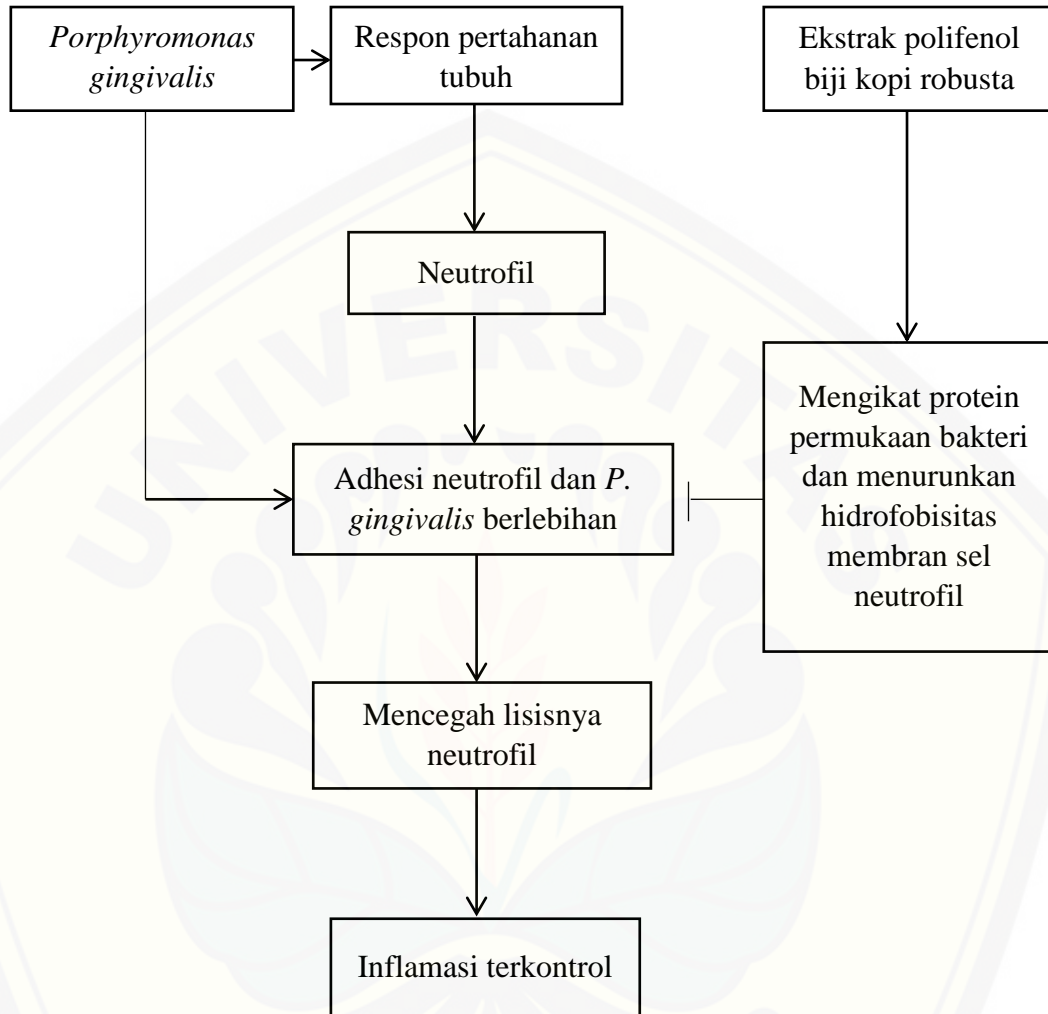 Porphyromonas
gingivalis
Respon pertahanan
tubuh
Ekstrak polifenol
biji kopi robusta
Neutrofil
Mengikat protein
permukaan bakteri
dan menurunkan
hidrofobisitas
membran sel
neutrofil
Adhesi neutrofil dan P.
gingivalis berlebihan
Mencegah lisisnya
neutrofil
Inflamasi terkontrol
UNIVERSITAS